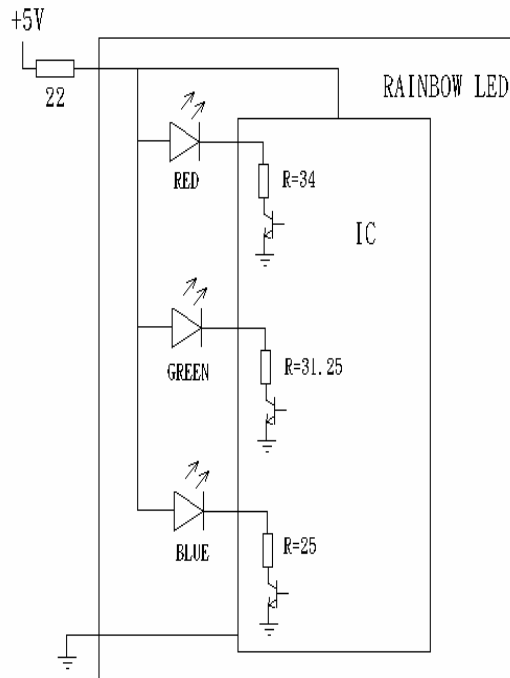 +5V
22
RAINBOW LED
RED
R=34
IC
GREEN
R=31.25
BLUE
R=25